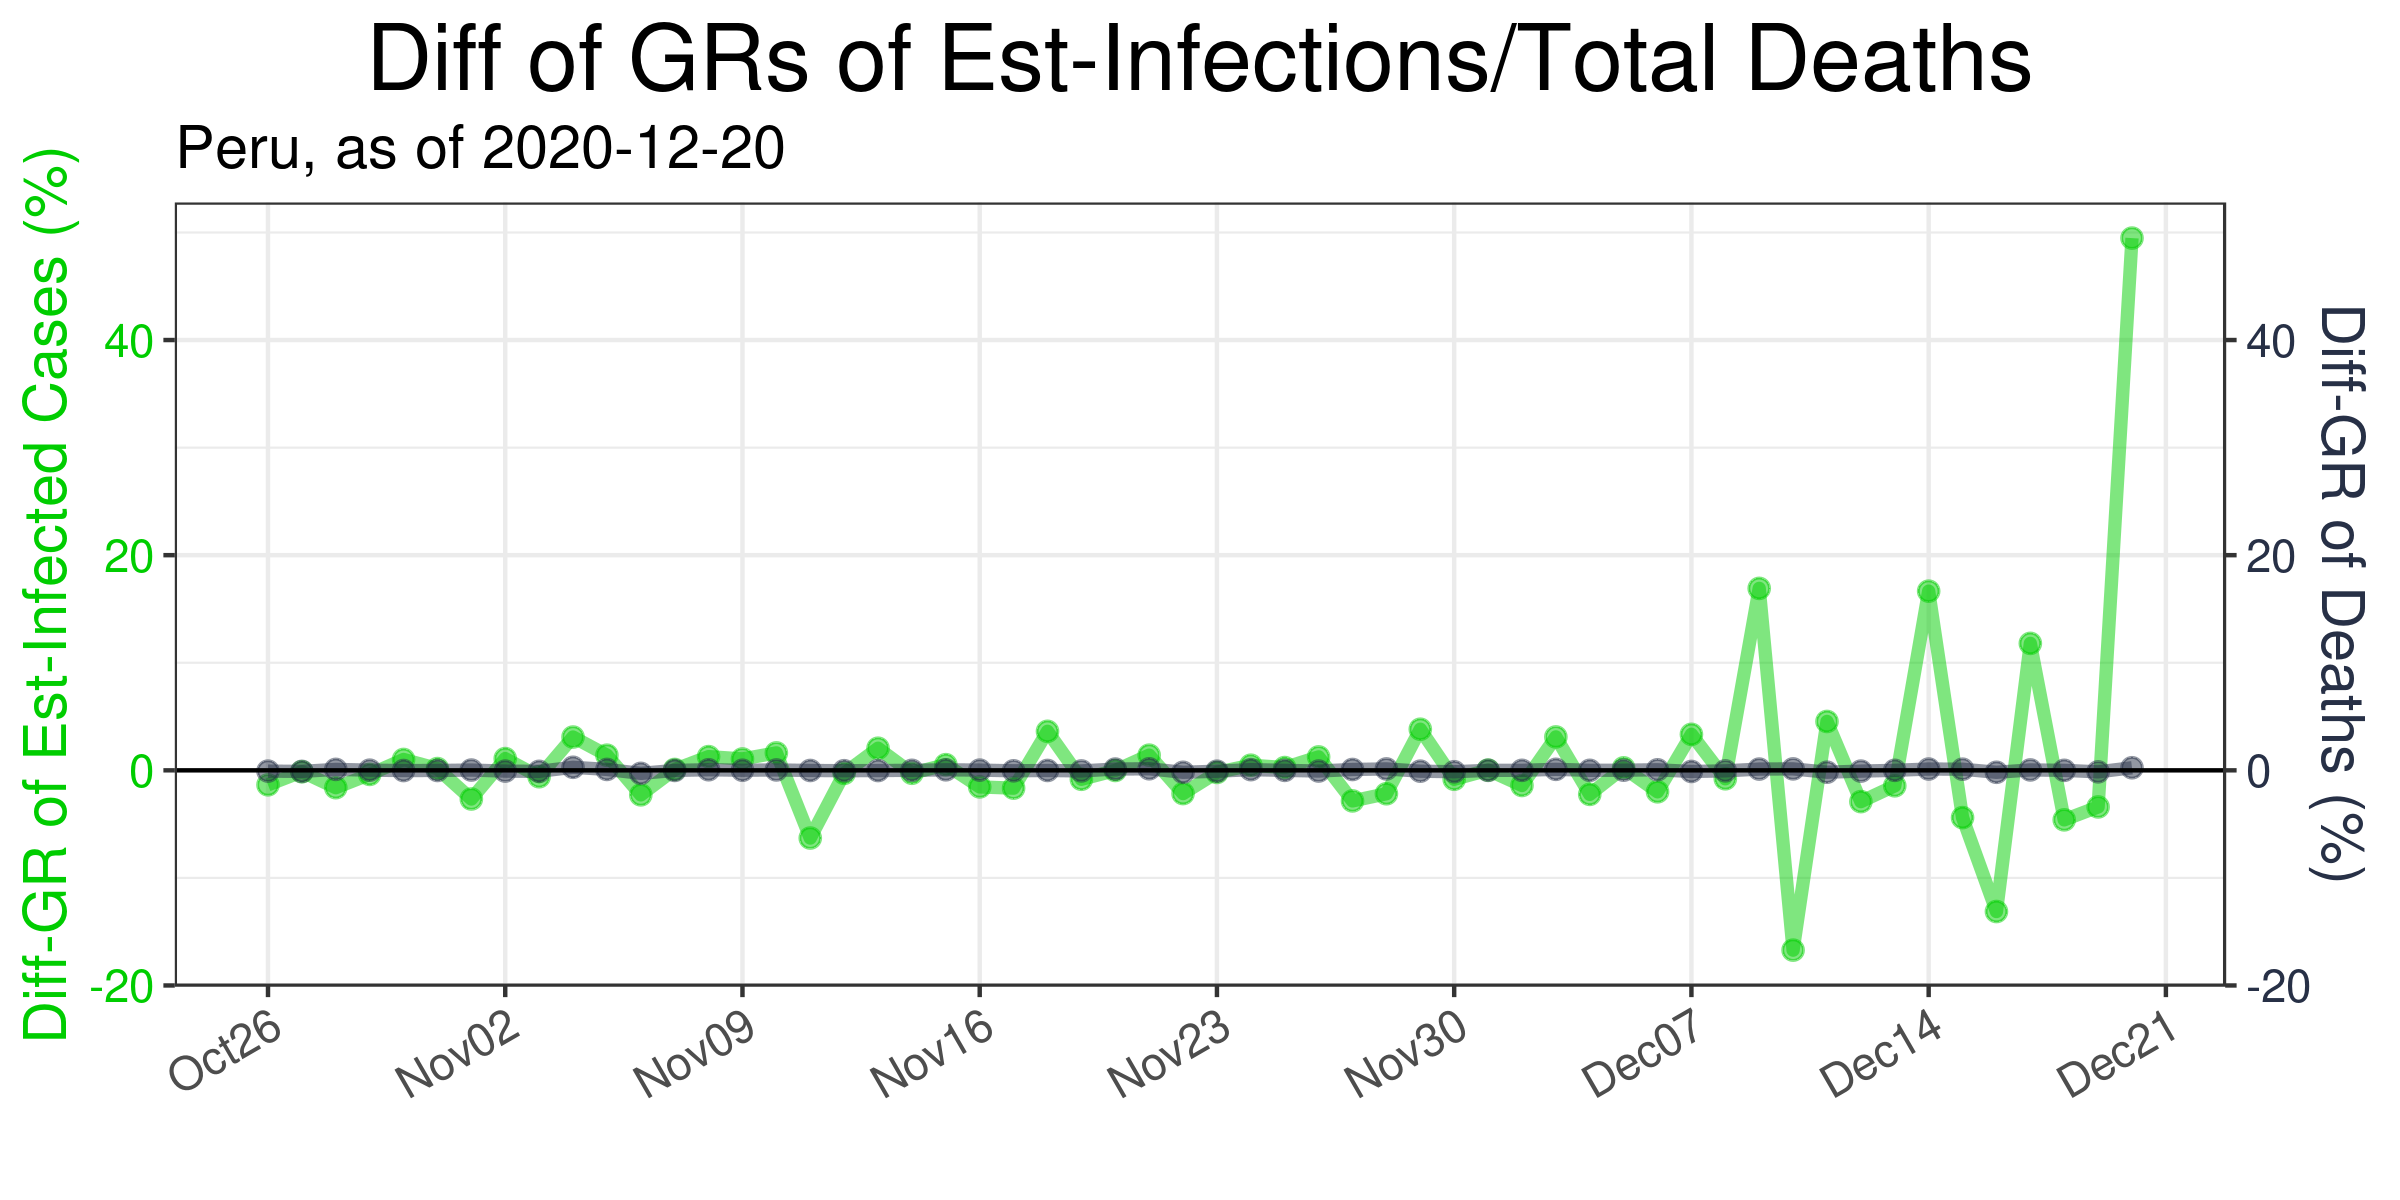 Diff of GRs of Est-Infections/Total Deaths
Peru, as of 2020-12-20
Diff-GR of Est-Infected Cases (%)
40
20
0
-20
40
20
0
-20
Diff-GR of Deaths (%)
Oct26
Nov02
Nov09
Nov16
Nov23
Nov30
Dec07
Dec14
Dec21